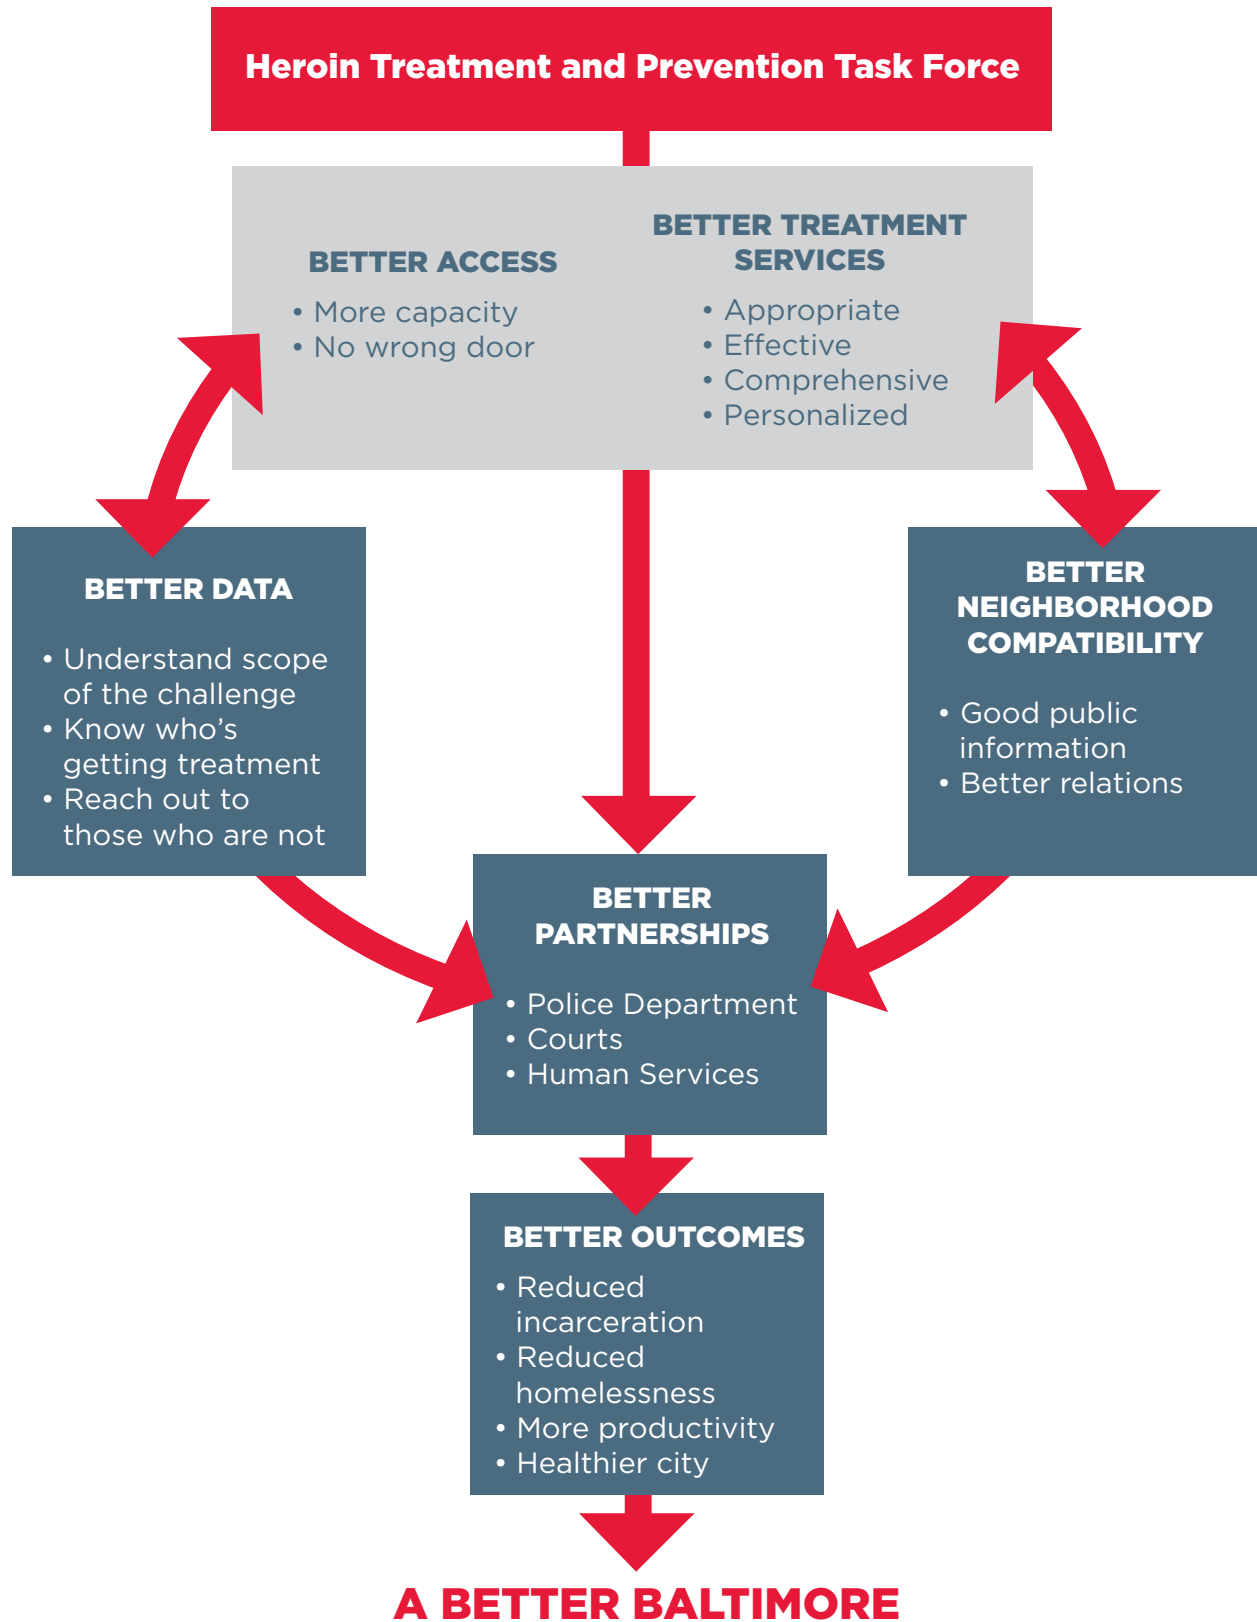 Heroin Treatment and Prevention Task Force
BETTER ACCESS
• More capacity
• No wrong door
BETTER TREATMENT
SERVICES
• Appropriate
• Effective
• Comprehensive
• Personalized
BETTER DATA
• Understand scope
of the challenge
• Know who’s
getting treatment
• Reach out to
those who are not
BETTER
NEIGHBORHOOD
COMPATIBILITY
• Good public
information
• Better relations
BETTER
PARTNERSHIPS
• Police Department
• Courts
• Human Services
BETTER OUTCOMES
• Reduced
incarceration
• Reduced
homelessness
• More productivity
• Healthier city
A BETTER BALTIMORE